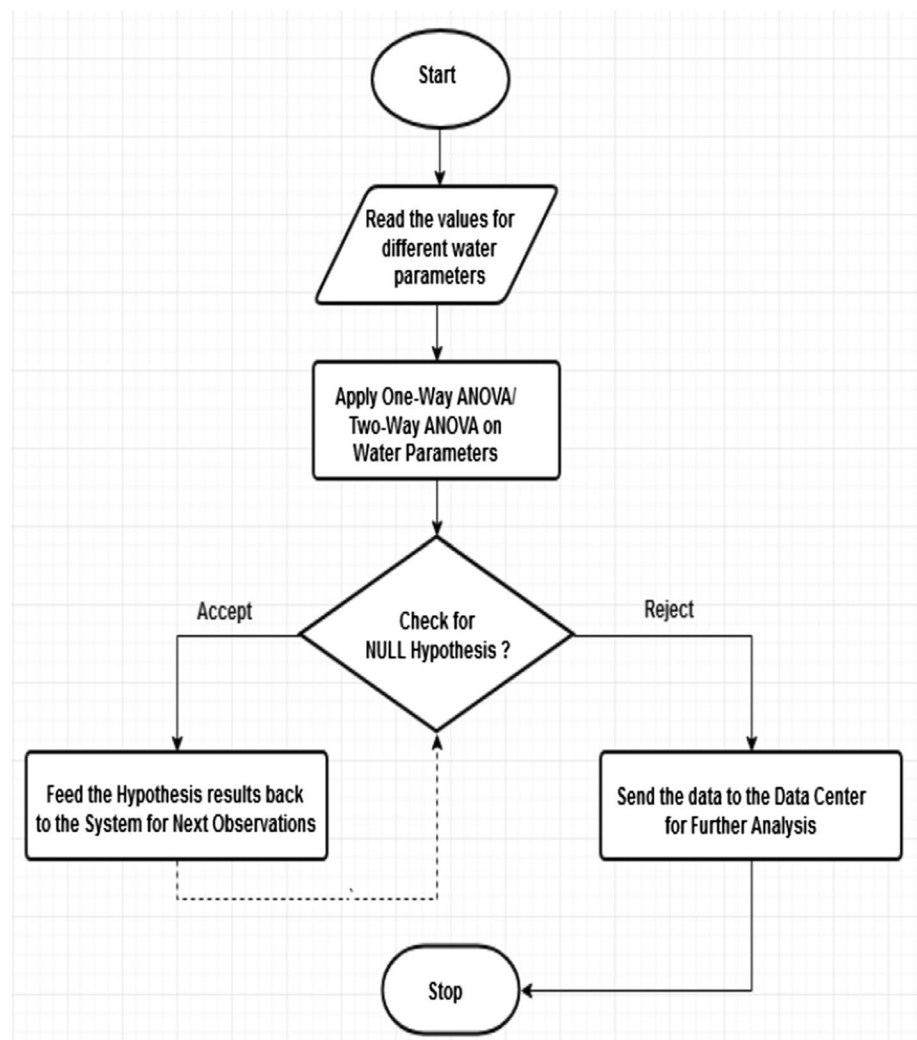 Start
Read the values for
different water
parameters
Apply One-Way ANOVA/
Two-Way ANOVA on
Water Parameters
Accept
Check for
NULL Hypothesis ?
Reject
Feed the Hypothesis results back
to the System for Next Observations
Send the data to the Data Center
for Further Analysis
Stop